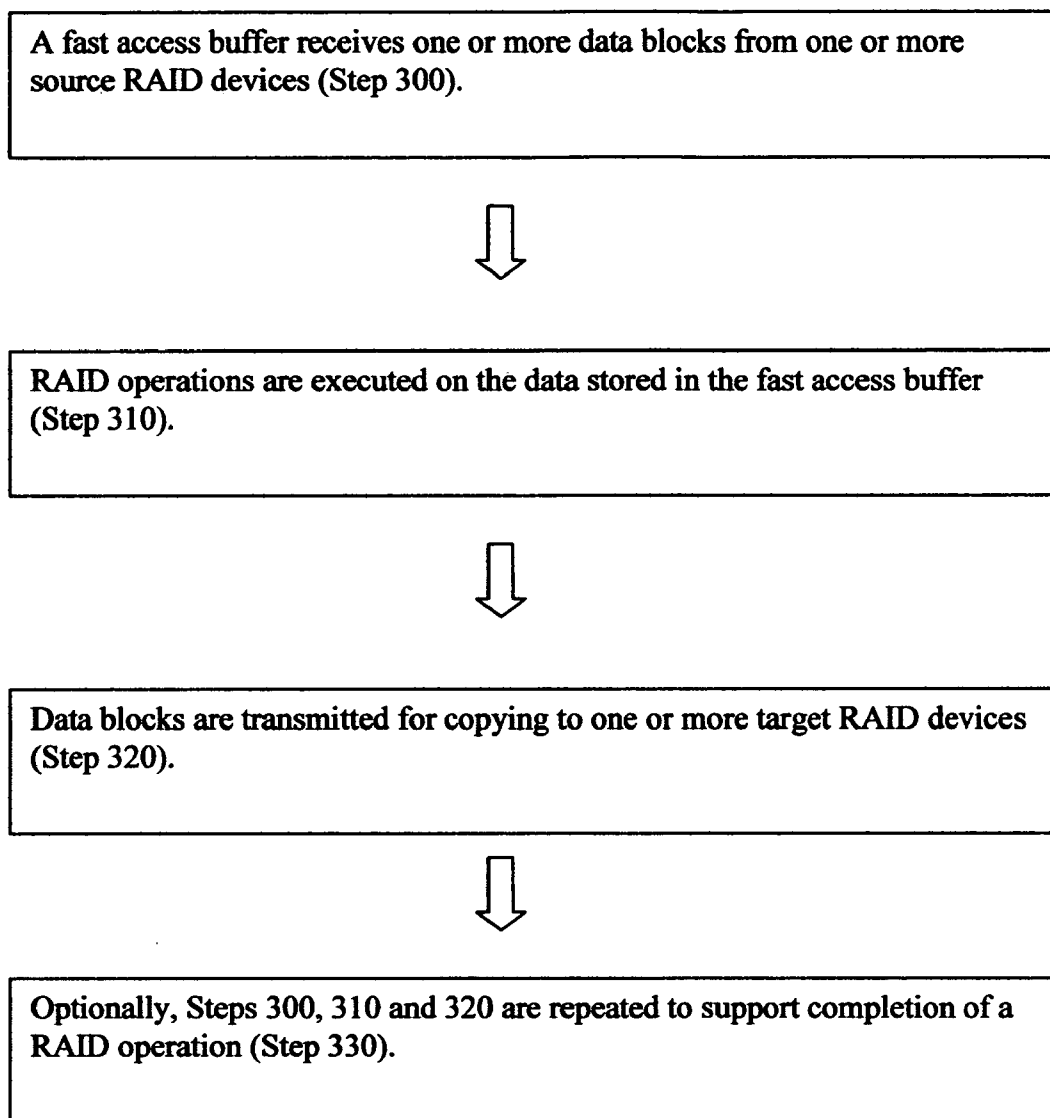 A fast access buffer receives one or more data blocks from one or more
source RAID devices (Step 300).
RAID operations are executed on the data stored in the fast access buffer
(Step 310).
Data blocks are transmitted for copying to one or more target RAID devices
(Step 320).
Optionally, Steps 300, 310 and 320 are repeated to support completion of a
RAID operation (Step 330).